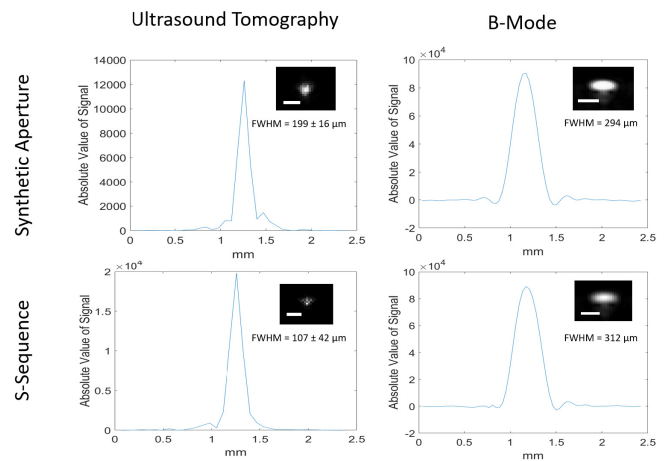 Ultrasound Tomography
B-Mode
Synthetic Aperture
Absolute Value of Signal
14000
12000
10000
8000
6000
4000
2000
0
0 0.5 1 1.5 2 2.5
mm
FWHM = 199 ± 16 µm
Absolute Value of Signal
×10⁴
10
8
6
4
2
0
-2
0 0.5 1 1.5 2 2.5
mm
FWHM = 294 µm
S-Sequence
Absolute Value of Signal
×10⁴
2
1.5
1
0.5
0
0 0.5 1 1.5 2 2.5
mm
FWHM = 107 ± 42 µm
Absolute Value of Signal
×10⁴
10
8
6
4
2
0
-2
0 0.5 1 1.5 2 2.5
mm
FWHM = 312 µm